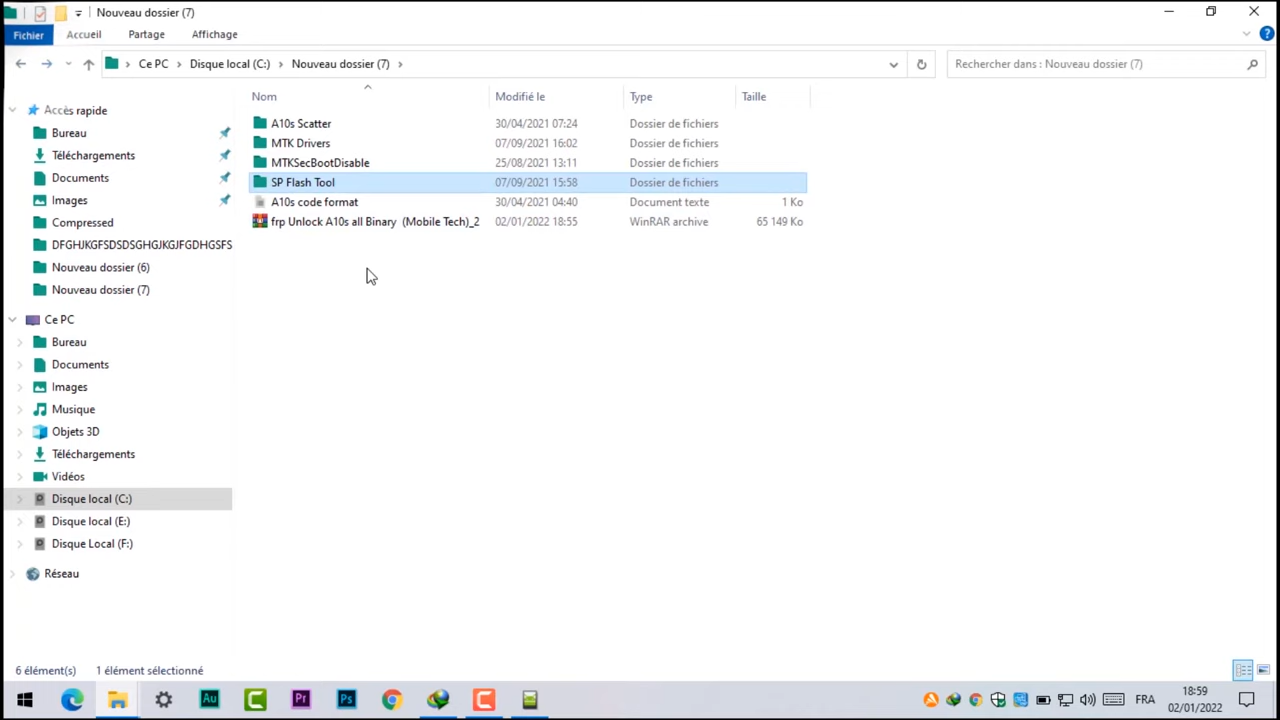 Nouveau dossier (7)
Fichier Accueil Partage Affichage
Ce PC Disque local (C:) Nouveau dossier (7) Rechercher dans : Nouveau dossier (7)
Nom Modifié le Type Taille
Accès rapide
Bureau
Téléchargements
Documents
Images
Compressed
DFGHJKGFSDSDSGHGJKGJFGDHGSFS
Nouveau dossier (6)
Nouveau dossier (7)
Ce PC
Bureau
Documents
Images
Musique
Objets 3D
Téléchargements
Vidéos
Disque local (C:)
Disque local (E:)
Disque Local (F:)
Réseau
A10s Scatter 30/04/2021 07:24 Dossier de fichiers
MTK Drivers 07/09/2021 16:02 Dossier de fichiers
MTKSecBootDisable 25/08/2021 13:11 Dossier de fichiers
SP Flash Tool 07/09/2021 15:58 Dossier de fichiers
A10s code format 30/04/2021 04:40 Document texte 1 Ko
frp Unlock A10s all Binary (Mobile Tech)_2 02/01/2022 18:55 WinRAR archive 65 149 Ko
6 élément(s) 1 élément sélectionné
Au Pr Ps
FRA
18:59
02/01/2022